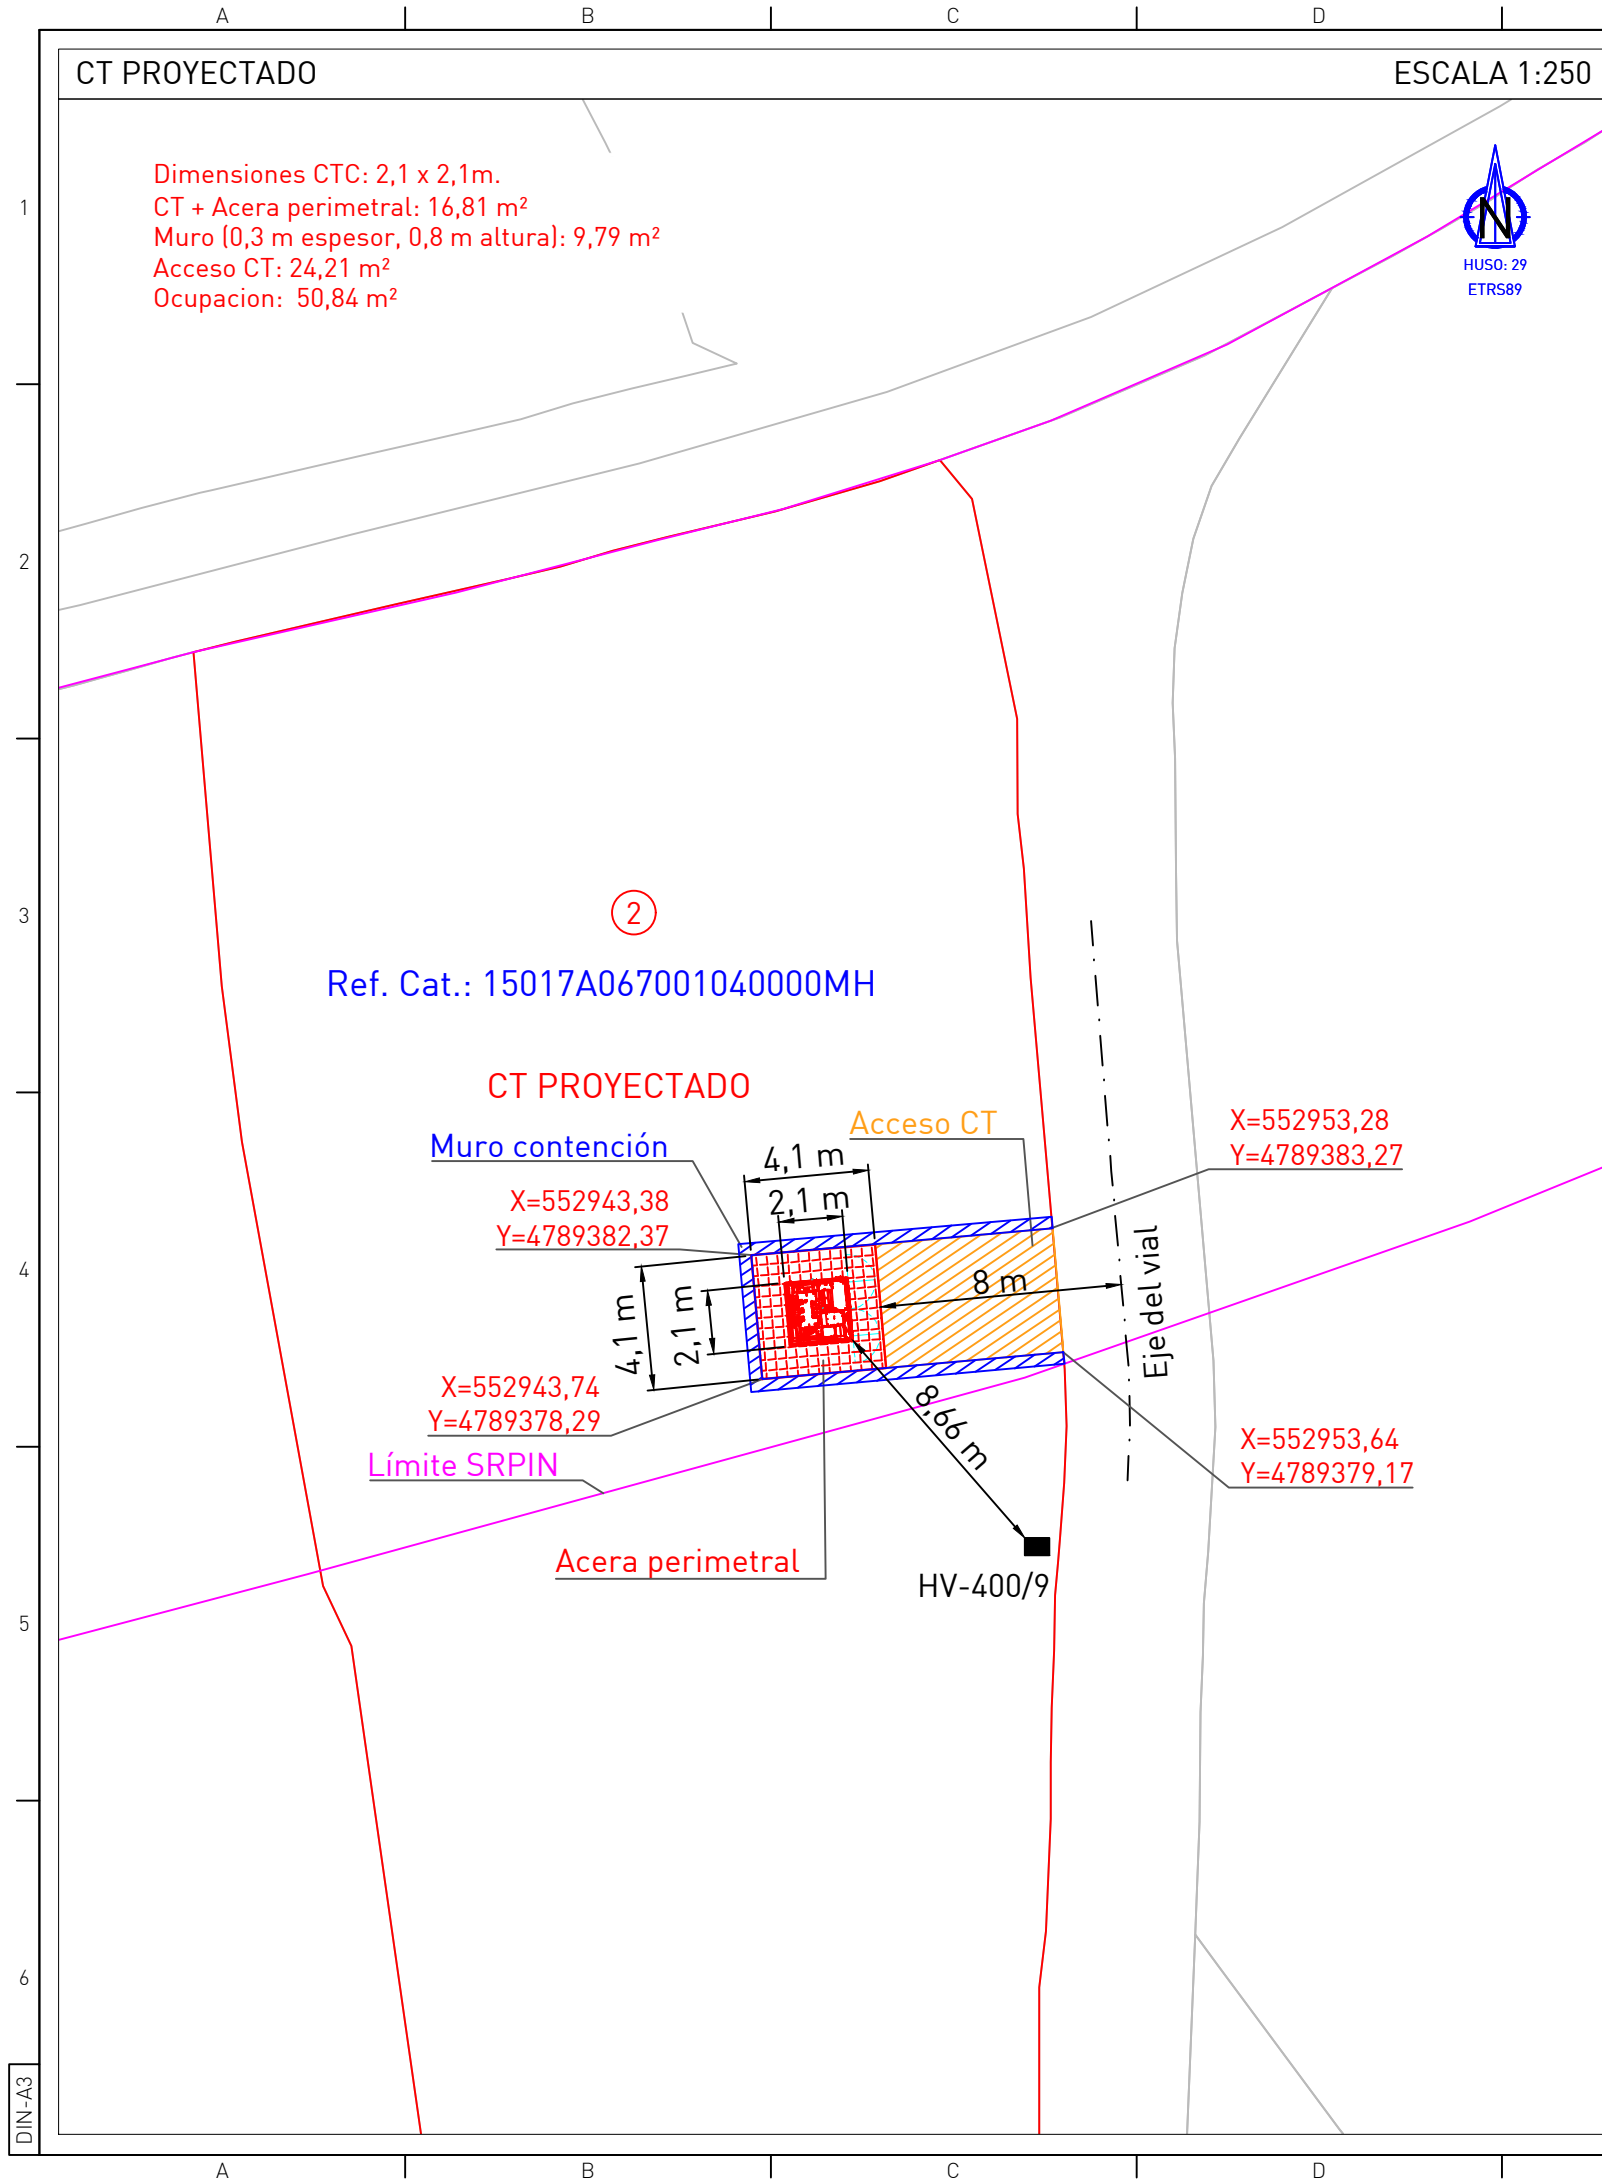 A B C D
CT PROYECTADO ESCALA 1:250
Dimensiones CTC: 2,1 x 2,1m.
CT + Acera perimetral: 16,81 m²
Muro (0,3 m espesor, 0,8 m altura): 9,79 m²
Acceso CT: 24,21 m²
Ocupacion: 50,84 m²
N
HUSO: 29
ETRS89
1
2
3
4
5
6
2
Ref. Cat.: 15017A067001040000MH
CT PROYECTADO
Acceso CT
Muro contención
X=552953,28
Y=4789383,27
4,1 m
2,1 m
X=552943,38
Y=4789382,37
8 m
Eje del vial
4,1 m
2,1 m
X=552943,74
Y=4789378,29
8,66 m
X=552953,64
Y=4789379,17
Límite SRPIN
Acera perimetral
HV-400/9
DIN-A3
A B C D